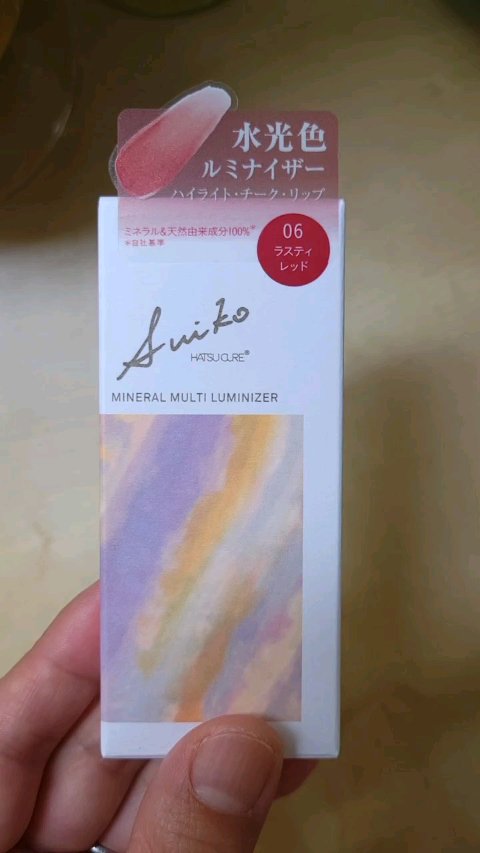 水光色
ルミナイザー
ハイライト・チーク・リップ
ミネラル&天然由来成分100%*
*自社基準
06
ラスティ
レッド
Suiko
HATSU CURE®
MINERAL MULTI LUMINIZER